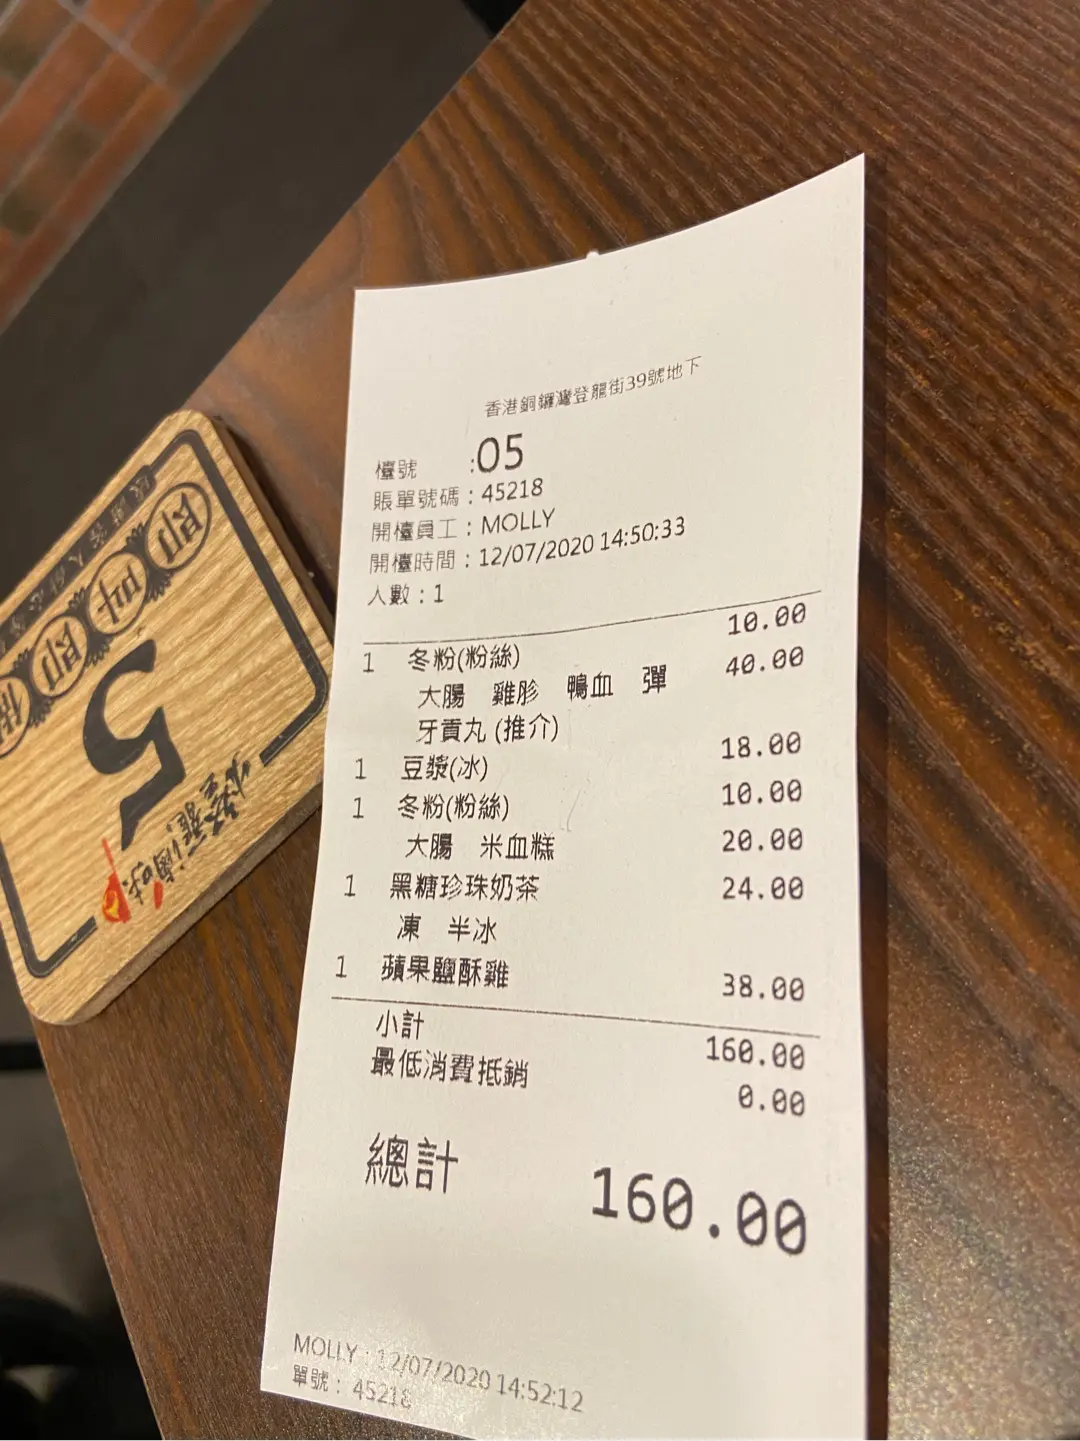 香港銅鑼灣登龍街39號地下
檯號 :05
賬單號碼：45218
開檯員工：MOLLY
開檯時間：12/07/2020 14:50:33
人數：1
1 冬粉(粉絲) 10.00
大腸 雞胗 鴨血 彈 40.00
牙貢丸 (推介)
1 豆漿(冰) 18.00
1 冬粉(粉絲) 10.00
大腸 米血糕 20.00
1 黑糖珍珠奶茶 24.00
凍 半冰
1 蘋果鹽酥雞 38.00
小計 160.00
最低消費抵銷 0.00
總計 160.00
MOLLY：12/07/2020 14:52:12
單號：45218
即叫即
5